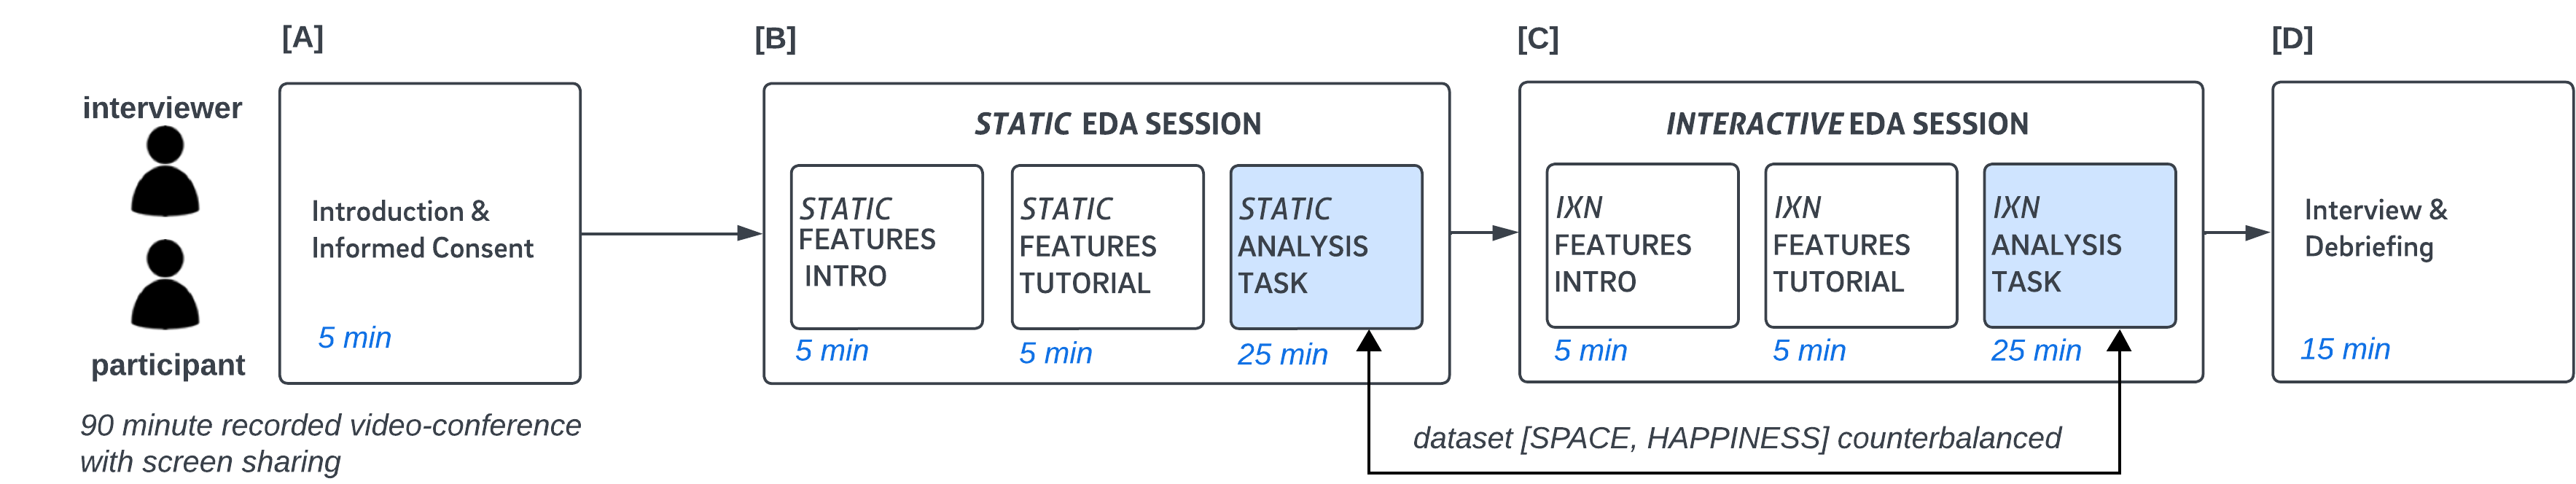 [A]
[B]
[C]
[D]
interviewer
participant
90 minute recorded video-conference
with screen sharing
Introduction &
Informed Consent
5 min
STATIC EDA SESSION
STATIC
FEATURES
INTRO
5 min
STATIC
FEATURES
TUTORIAL
5 min
STATIC
ANALYSIS
TASK
25 min
INTERACTIVE EDA SESSION
IXN
FEATURES
INTRO
5 min
IXN
FEATURES
TUTORIAL
5 min
IXN
ANALYSIS
TASK
25 min
dataset [SPACE, HAPPINESS] counterbalanced
Interview &
Debriefing
15 min